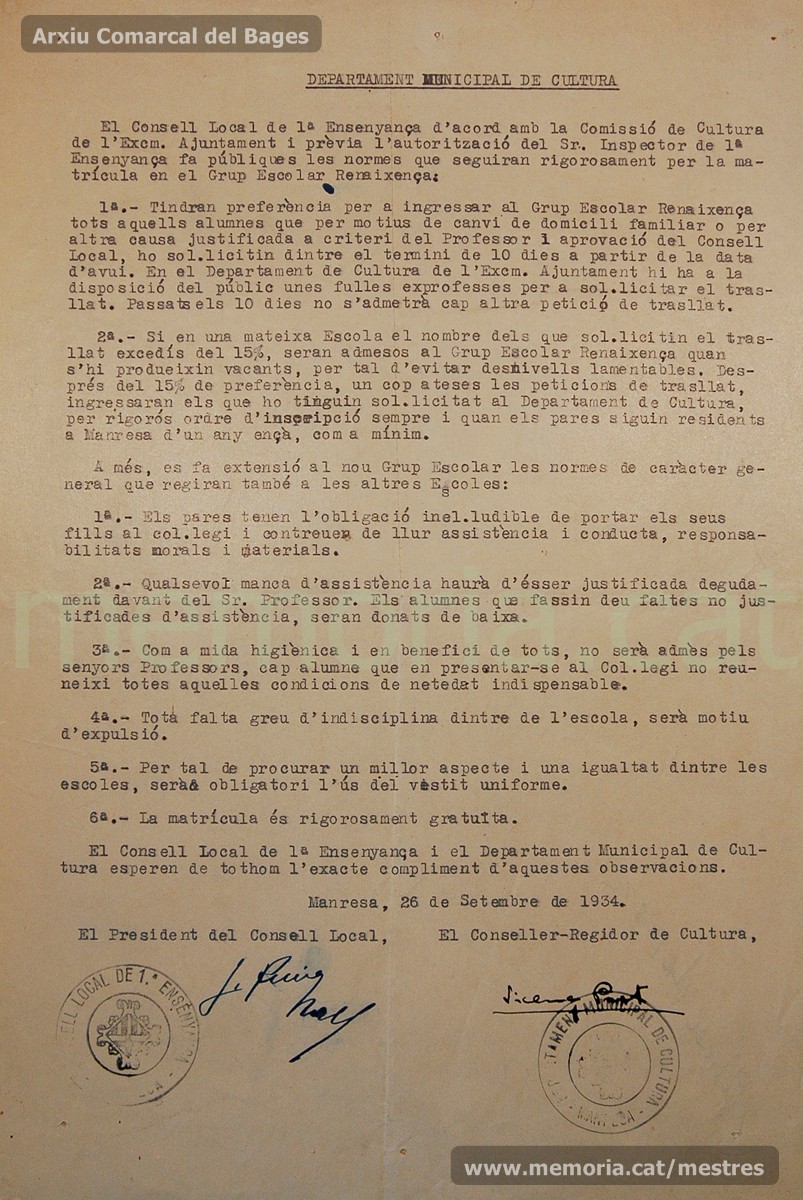 Arxiu Comarcal del Bages
DEPARTAMENT MUNICIPAL DE CULTURA
El Consell Local de 1ª Ensenyança d'acord amb la Comissió de Cultura
de l'Excm. Ajuntament i prèvia l'autorització del Sr. Inspector de 1ª
Ensenyança fa públiques les normes que seguiran rigorosament per la ma-
trícula en el Grup Escolar Renaixença:
1ª.- Tindran preferència per a ingressar al Grup Escolar Renaixença
tots aquells alumnes que per motius de canvi de domicili familiar o per
altra causa justificada a criteri del Professor i aprovació del Consell
Local, ho sol.licitin dintre el termini de 10 dies a partir de la data
d'avui. En el Departament de Cultura de l'Excm. Ajuntament hi ha a la
disposició del públic unes fulles exprofesses per a sol.licitar el tras-
llat. Passats els 10 dies no s'admetrà cap altra petició de trasllat.
2ª.- Si en una mateixa Escola el nombre dels que sol.licitin el tras-
llat excedís del 15%, seran admesos al Grup Escolar Renaixença quan
s'hi produeixin vacants, per tal d'evitar desnivells lamentables. Des-
prés del 15% de preferència, un cop ateses les peticions de trasllat,
ingressaran els que ho tinguin sol.licitat al Departament de Cultura,
per rigorós ordre d'inscripció sempre i quan els pares siguin residents
a Manresa d'un any ençà, com a mínim.
A més, es fa extensió al nou Grup Escolar les normes de caràcter ge-
neral que regiran també a les altres Escoles:
1ª.- Els pares tenen l'obligació inel.ludible de portar els seus
fills al col.legi i contreuen de llur assistència i conducta, responsa-
bilitats morals i materials.
2ª.- Qualsevol manca d'assistència haurà d'ésser justificada deguda-
ment davant del Sr. Professor. Els alumnes que fassin deu faltes no jus-
tificades d'assistència, seran donats de baixa.
3ª.- Com a mida higiènica i en benefici de tots, no serà admès pels
senyors Professors, cap alumne que en presentar-se al Col.legi no reu-
neixi totes aquelles condicions de netedat indispensable.
4ª.- Tota falta greu d'indisciplina dintre de l'escola, serà motiu
d'expulsió.
5ª.- Per tal de procurar un millor aspecte i una igualtat dintre les
escoles, serà obligatori l'ús del vestit uniforme.
6ª.- La matrícula és rigorosament gratuïta.
El Consell Local de 1ª Ensenyança i el Departament Municipal de Cul-
tura esperen de tothom l'exacte compliment d'aquestes observacions.
Manresa, 26 de Setembre de 1934.
El President del Consell Local,
El Conseller-Regidor de Cultura,
ELL LOCAL DE 1.ª ENSENY
TAMENT MUNICIPAL DE CULTURA
www.memoria.cat/mestres